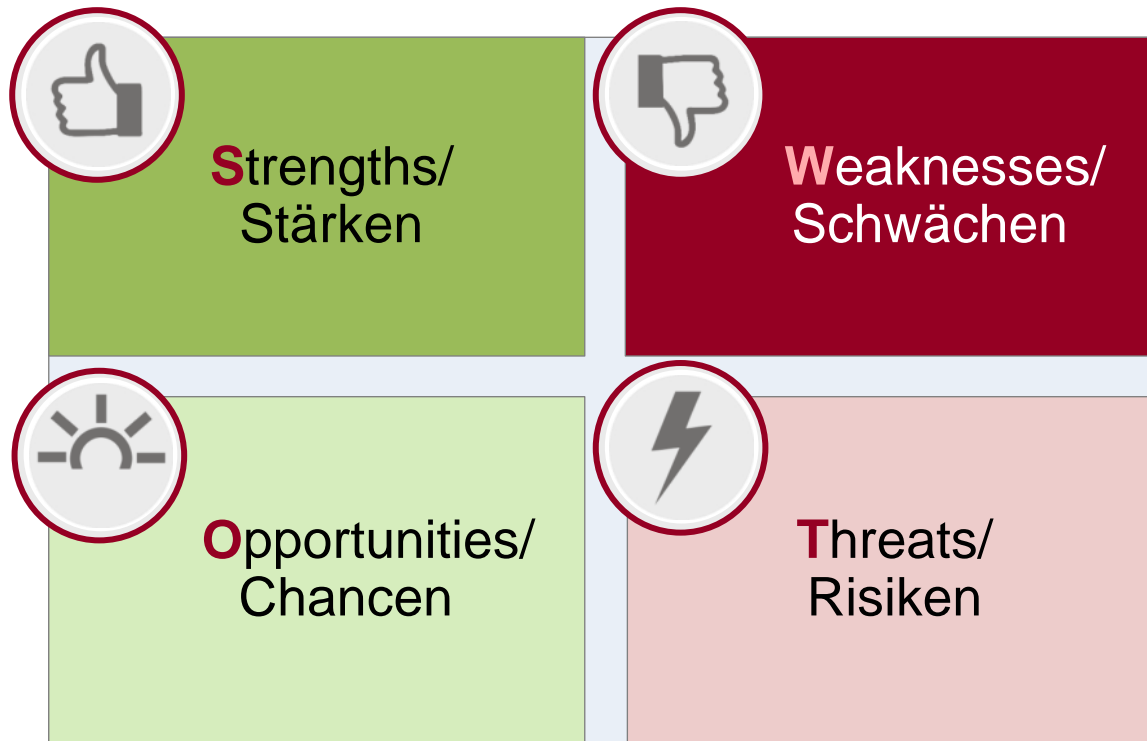 Strengths/
Stärken
Weaknesses/
Schwächen
Opportunities/
Chancen
Threats/
Risiken